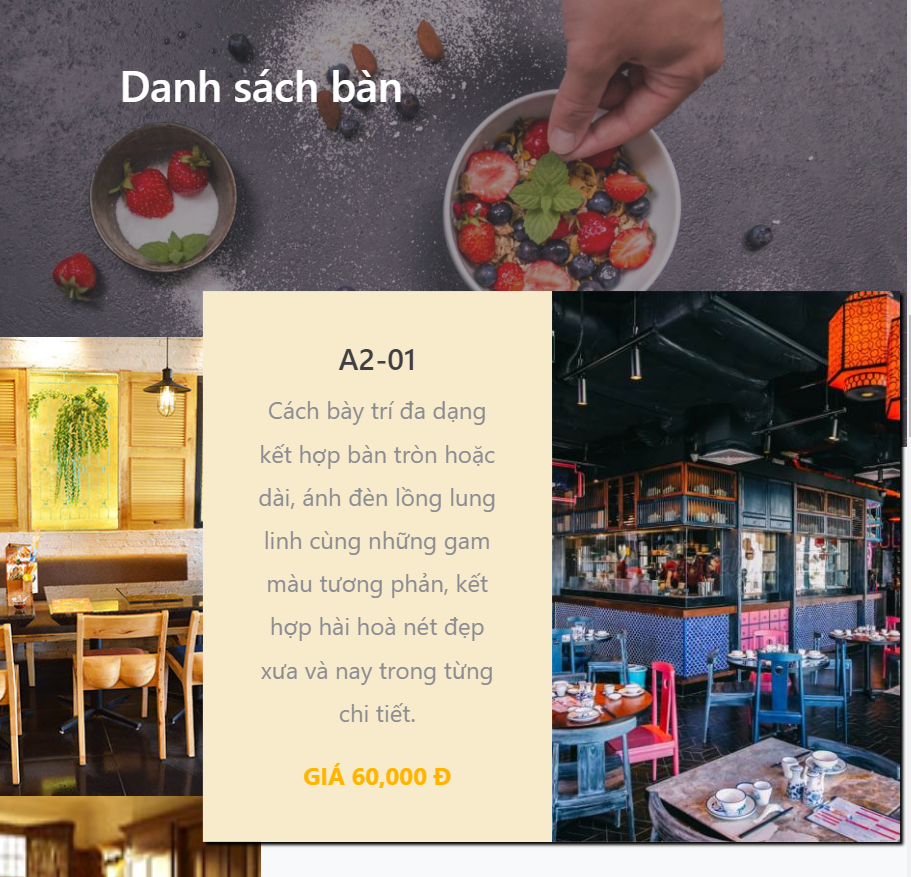 Danh sách bàn
A2-01
Cách bày trí đa dạng
kết hợp bàn tròn hoặc
dài, ánh đèn lồng lung
linh cùng những gam
màu tương phản, kết
hợp hài hoà nét đẹp
xưa và nay trong từng
chi tiết.
GIÁ 60,000 Đ